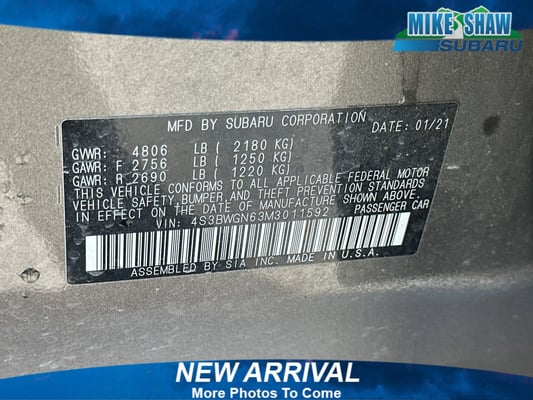 MIKE SHAW
SUBARU
MFD BY SUBARU CORPORATION DATE: 01/21
GVWR: 4806 LB ( 2180 KG)
GAWR: F 2756 LB ( 1250 KG)
GAWR: R 2690 LB ( 1220 KG)
THIS VEHICLE CONFORMS TO ALL APPLICABLE FEDERAL MOTOR
VEHICLE SAFETY, BUMPER, AND THEFT PREVENTION STANDARDS
IN EFFECT ON THE DATE OF MANUFACTURE SHOWN ABOVE.
VIN: 4S3BWGN63M3011592 PASSENGER CAR
ASSEMBLED BY SIA INC. MADE IN U.S.A.
NEW ARRIVAL
More Photos To Come